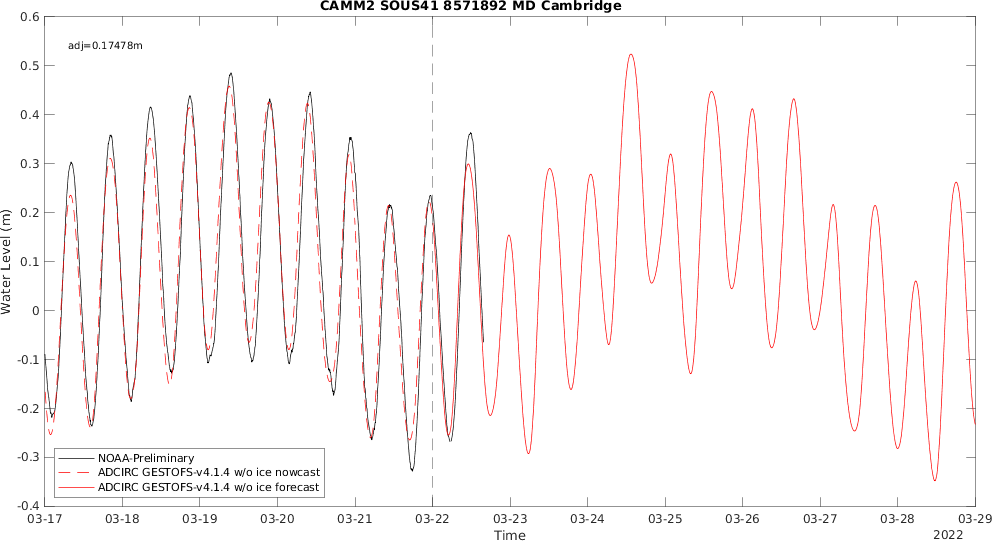 CAMM2 SOUS41 8571892 MD Cambridge
0.6
adj=0.17478m
0.5
0.4
0.3
0.2
0.1
0
-0.1
-0.2
-0.3
-0.4
Water Level (m)
NOAA-Preliminary
ADCIRC GESTOFS-v4.1.4 w/o ice nowcast
ADCIRC GESTOFS-v4.1.4 w/o ice forecast
03-17 03-18 03-19 03-20 03-21 03-22 03-23 03-24 03-25 03-26 03-27 03-28 03-29
Time
2022